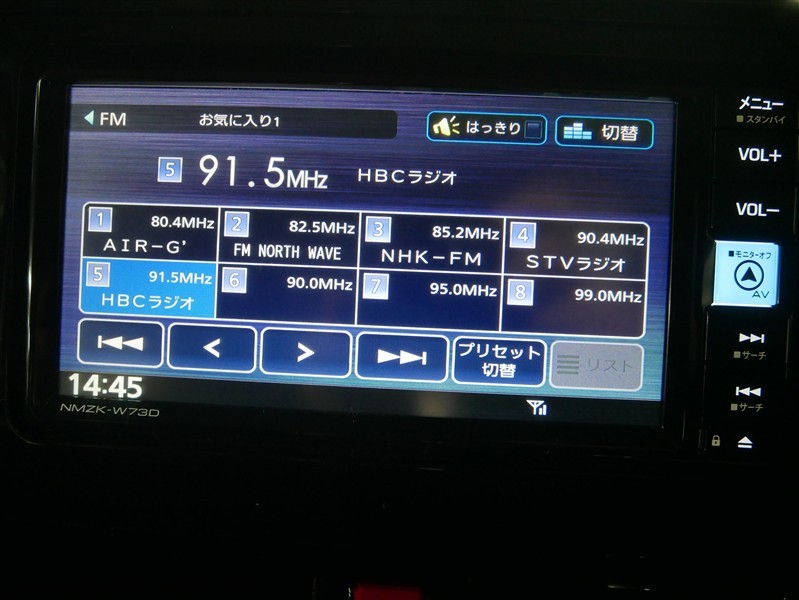 FM お気に入り1 はっきり 切替
5 91.5MHz HBCラジオ
1 80.4MHz
AIR-G'
2 82.5MHz
FM NORTH WAVE
3 85.2MHz
NHK-FM
4 90.4MHz
STVラジオ
5 91.5MHz
HBCラジオ
6 90.0MHz
7 95.0MHz
8 99.0MHz
プリセット
切替
リスト
14:45
NMZK-W73D
メニュー
スタンバイ
VOL+
VOL-
モニターオフ
AV
サーチ
サーチ